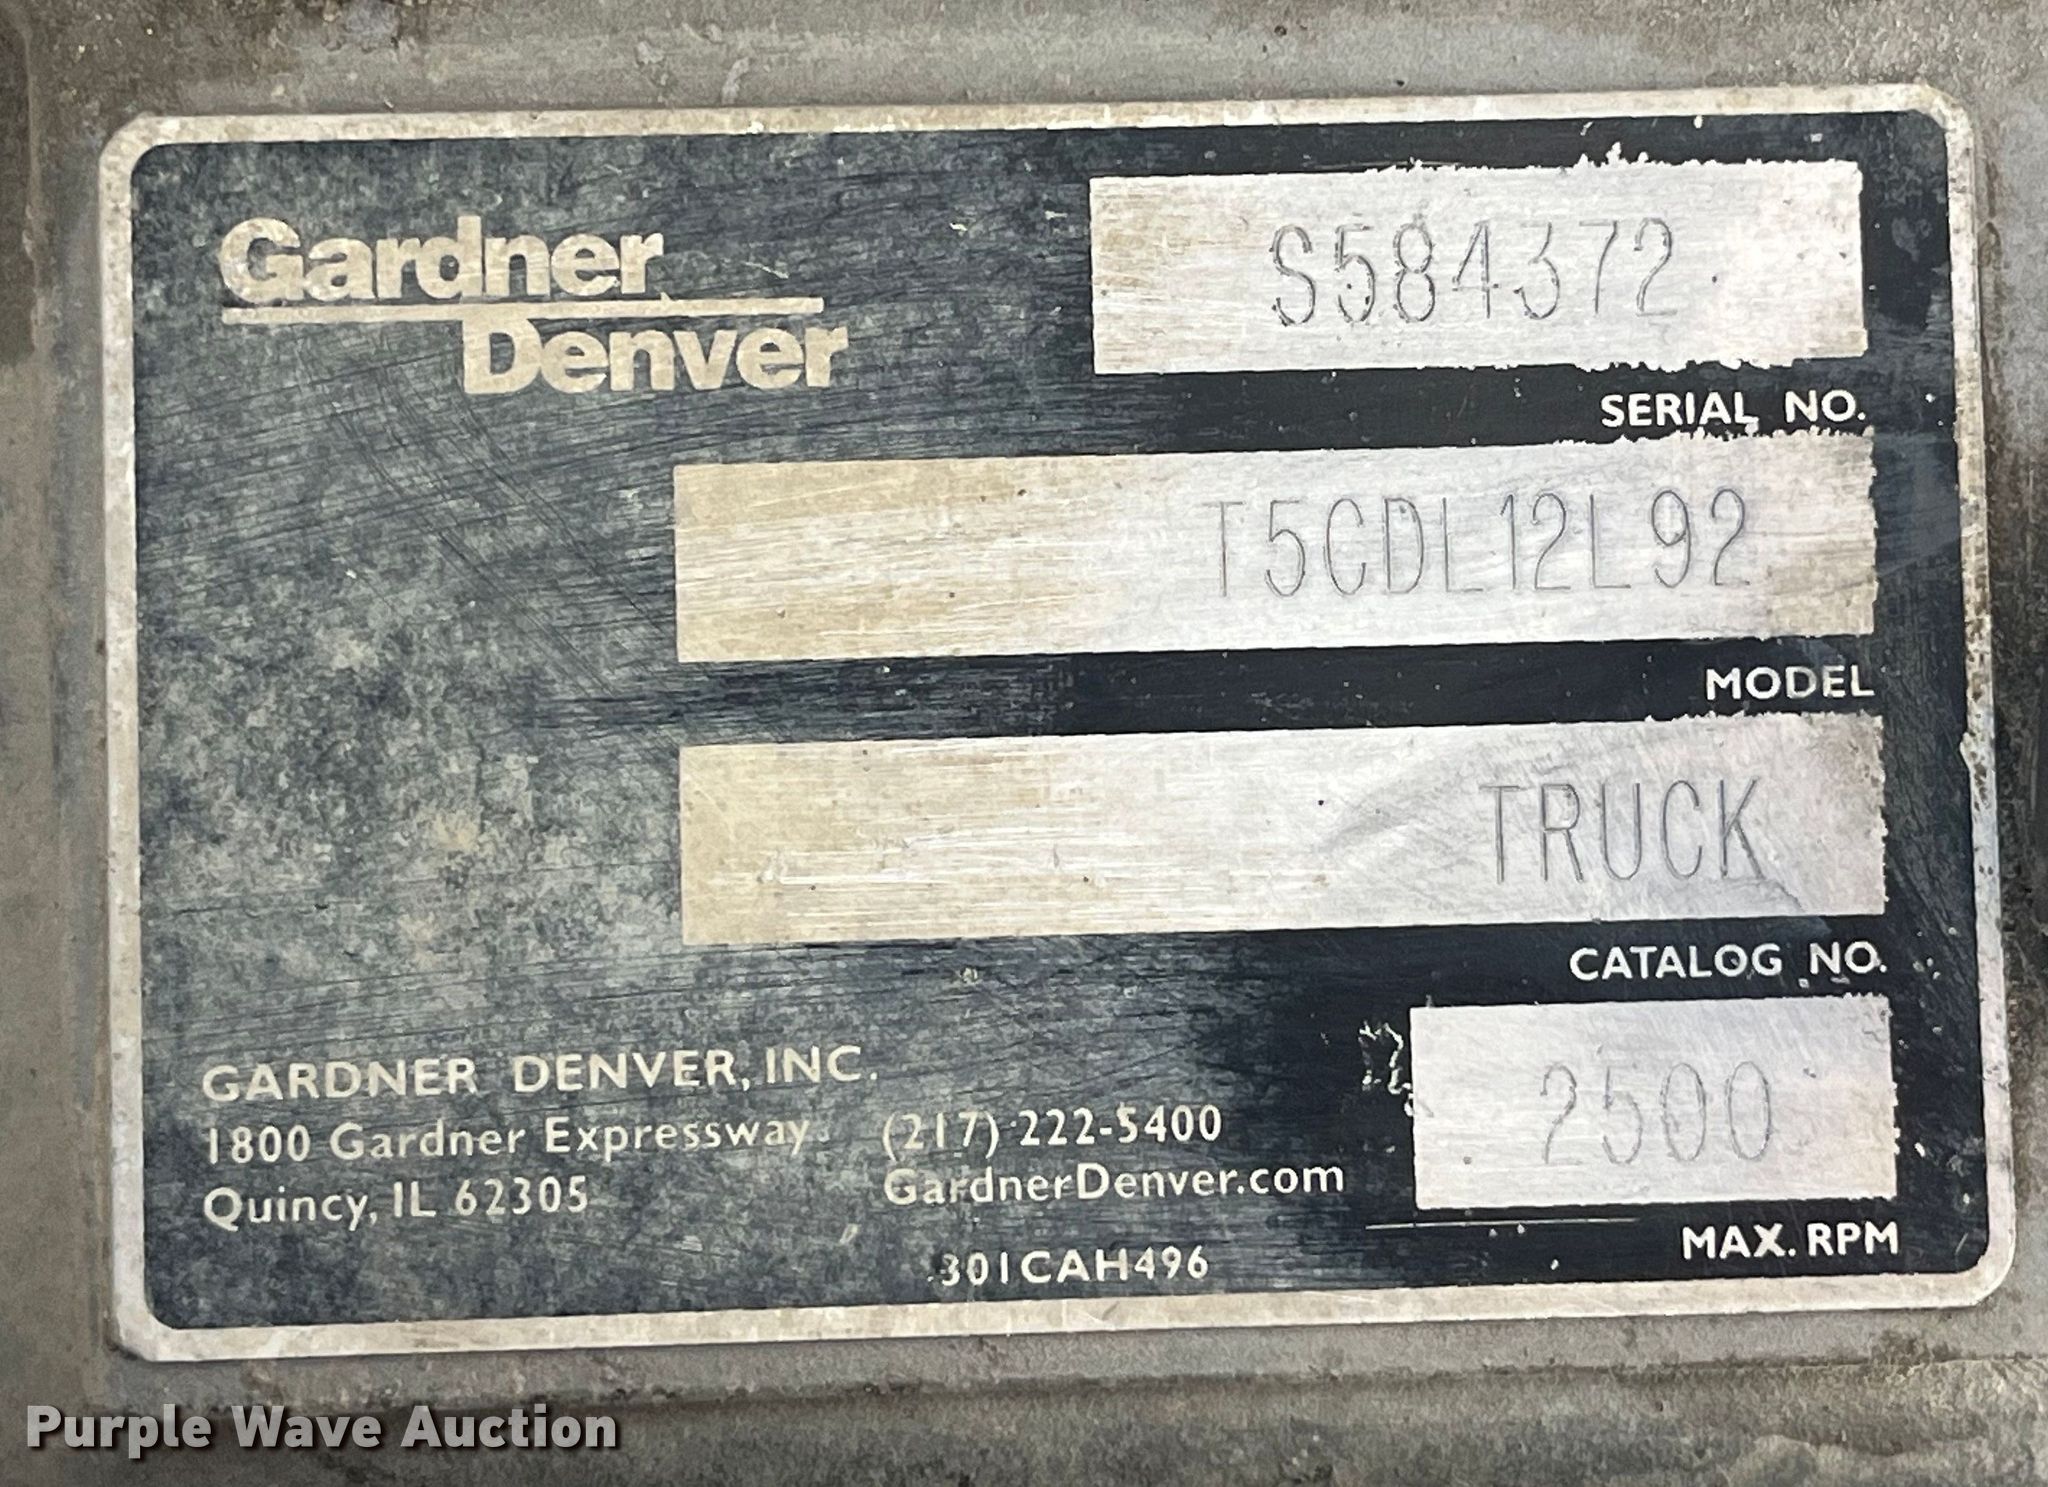 Gardner
Denver
S584372
SERIAL NO.
T5CDL12L92
MODEL
TRUCK
CATALOG NO.
2500
MAX. RPM
GARDNER DENVER, INC.
1800 Gardner Expressway
Quincy, IL 62305
(217) 222-5400
GardnerDenver.com
301CAH496
Purple Wave Auction